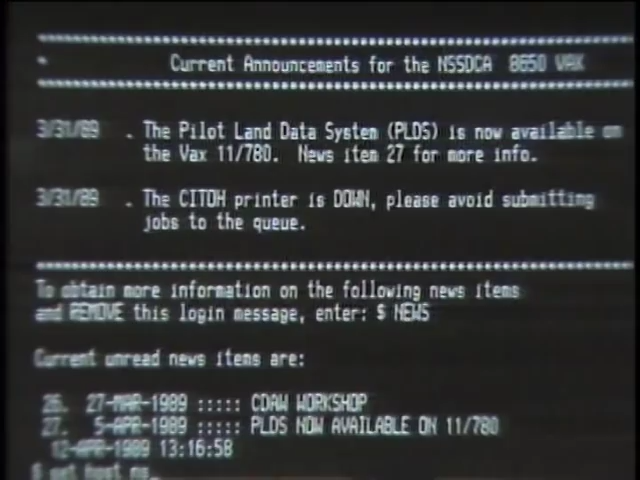 ****************************************************************
* Current Announcements for the NSSDCA 8650 VAX
****************************************************************
3/31/89 . The Pilot Land Data System (PLDS) is now available on
the Vax 11/780. News item 27 for more info.
3/31/89 . The CITOH printer is DOWN, please avoid submitting
jobs to the queue.
****************************************************************
To obtain more information on the following news items
and REMOVE this login message, enter: $ NEWS
Current unread news items are:
26. 27-MAR-1989 ::::: CDAW WORKSHOP
27. 5-APR-1989 ::::: PLDS NOW AVAILABLE ON 11/780
12-APR-1989 13:16:58
$ set host ns_